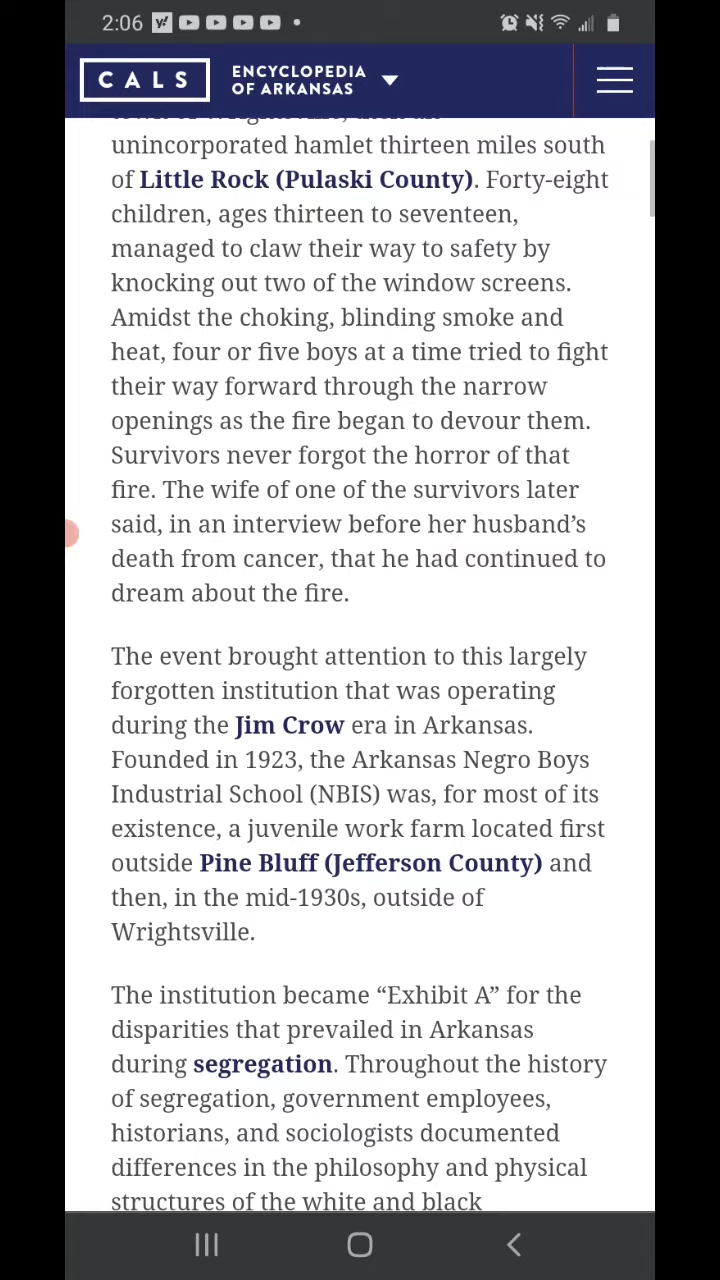 2:06
CALS
ENCYCLOPEDIA
OF ARKANSAS
unincorporated hamlet thirteen miles south
of Little Rock (Pulaski County). Forty-eight
children, ages thirteen to seventeen,
managed to claw their way to safety by
knocking out two of the window screens.
Amidst the choking, blinding smoke and
heat, four or five boys at a time tried to fight
their way forward through the narrow
openings as the fire began to devour them.
Survivors never forgot the horror of that
fire. The wife of one of the survivors later
said, in an interview before her husband’s
death from cancer, that he had continued to
dream about the fire.
The event brought attention to this largely
forgotten institution that was operating
during the Jim Crow era in Arkansas.
Founded in 1923, the Arkansas Negro Boys
Industrial School (NBIS) was, for most of its
existence, a juvenile work farm located first
outside Pine Bluff (Jefferson County) and
then, in the mid-1930s, outside of
Wrightsville.
The institution became “Exhibit A” for the
disparities that prevailed in Arkansas
during segregation. Throughout the history
of segregation, government employees,
historians, and sociologists documented
differences in the philosophy and physical
structures of the white and black